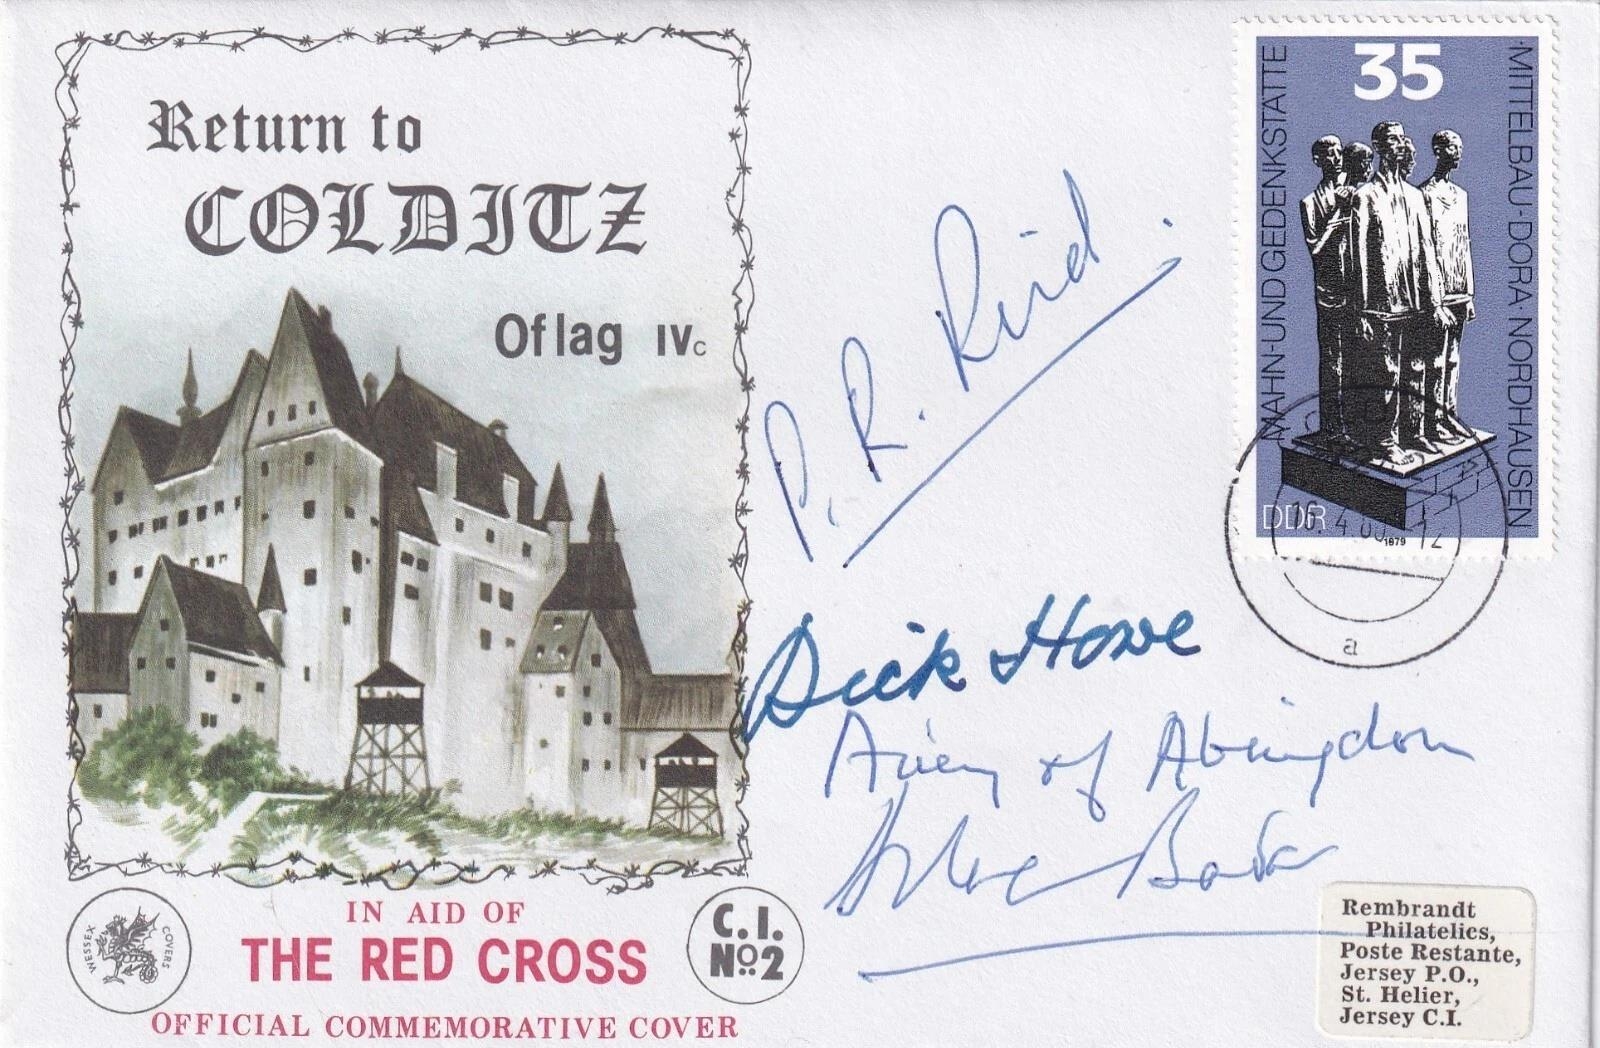 Return to
COLDITZ
Oflag IVc
IN AID OF
THE RED CROSS
OFFICIAL COMMEMORATIVE COVER
WESSEX COVERS
C.I.
No.2
P. R. Reid.
Dick Howe
Airey of Abingdon
35
MAHN-UND GEDENKSTÄTTE
MITTELBAU-DORA·NORDHAUSEN
DDR
1979
a
Rembrandt
Philatelics,
Poste Restante,
Jersey P.O.,
St. Helier,
Jersey C.I.